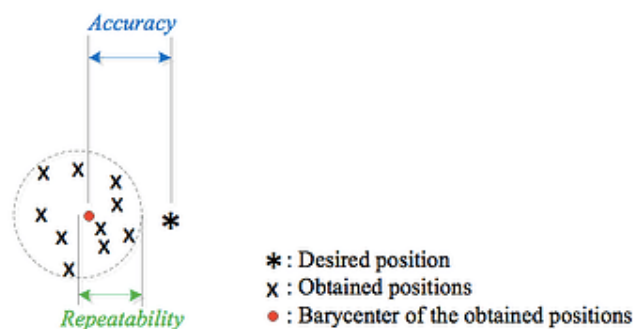 Accuracy
X X X X X X X X X X
*
Repeatability
* : Desired position
X : Obtained positions
● : Barycenter of the obtained positions